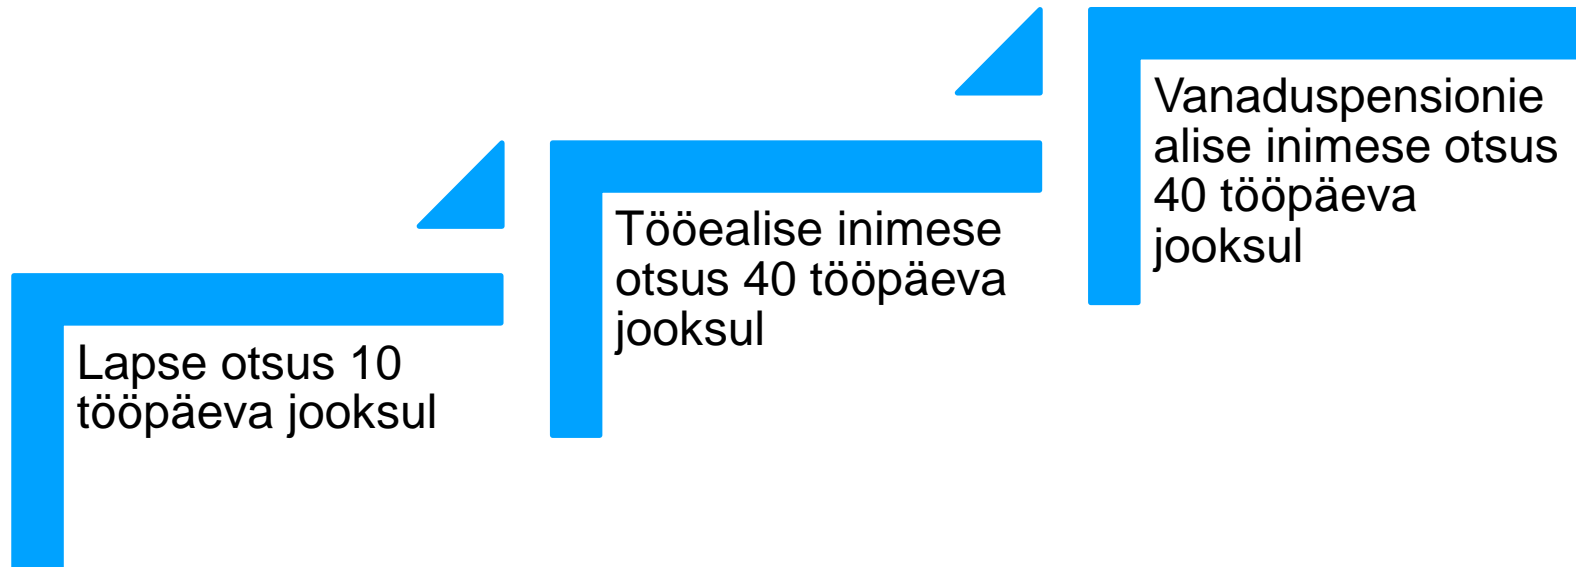 Lapse otsus 10
tööpäeva jooksul
Tööealise inimese
otsus 40 tööpäeva
jooksul
Vanaduspensionie
alise inimese otsus
40 tööpäeva
jooksul